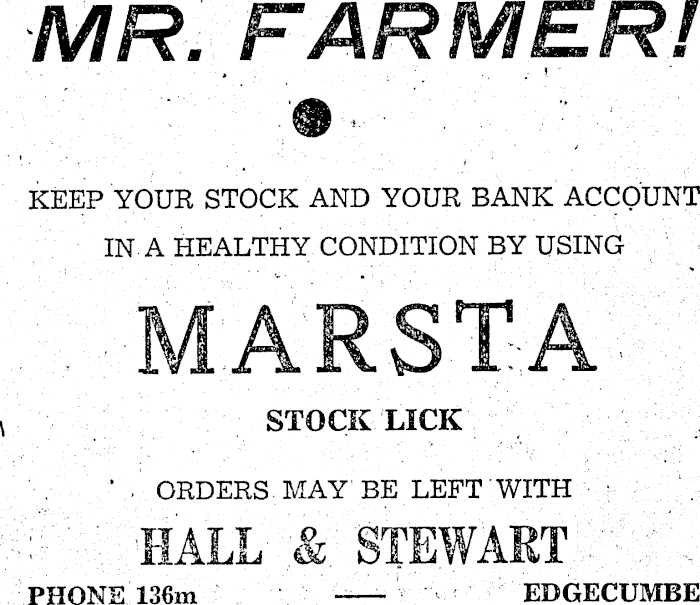 MR. FARMER!
KEEP YOUR STOCK AND YOUR BANK ACCOUNT
IN A HEALTHY CONDITION BY USING
MARSTA
STOCK LICK
ORDERS MAY BE LEFT WITH
HALL & STEWART
PHONE 136m — EDGECUMBE